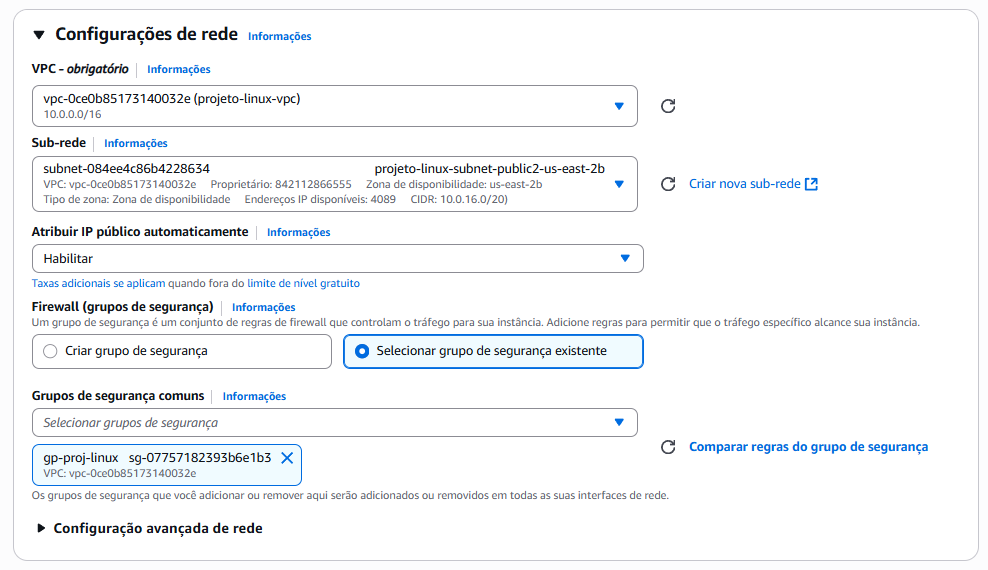 Configurações de rede Informações
VPC - obrigatório Informações
vpc-0ce0b85173140032e (projeto-linux-vpc)
10.0.0.0/16
Sub-rede Informações
subnet-084ee4c86b4228634 projeto-linux-subnet-public2-us-east-2b
VPC: vpc-0ce0b85173140032e Proprietário: 842112866555 Zona de disponibilidade: us-east-2b
Tipo de zona: Zona de disponibilidade Endereços IP disponíveis: 4089 CIDR: 10.0.16.0/20)
Criar nova sub-rede
Atribuir IP público automaticamente Informações
Habilitar
Taxas adicionais se aplicam quando fora do limite de nível gratuito
Firewall (grupos de segurança) Informações
Um grupo de segurança é um conjunto de regras de firewall que controlam o tráfego para sua instância. Adicione regras para permitir que o tráfego específico alcance sua instância.
Criar grupo de segurança Selecionar grupo de segurança existente
Grupos de segurança comuns Informações
Selecionar grupos de segurança
gp-proj-linux sg-07757182393b6e1b3
VPC: vpc-0ce0b85173140032e
Comparar regras do grupo de segurança
Os grupos de segurança que você adicionar ou remover aqui serão adicionados ou removidos em todas as suas interfaces de rede.
Configuração avançada de rede